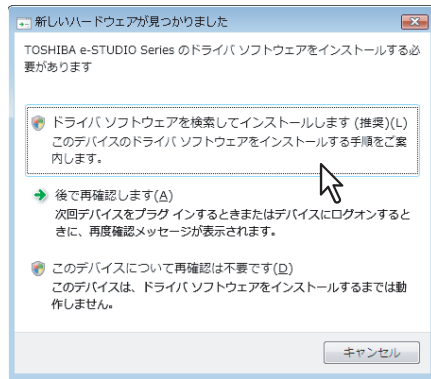 新しいハードウェアが見つかりました
TOSHIBA e-STUDIO Series のドライバ ソフトウェアをインストールする必
要があります
ドライバ ソフトウェアを検索してインストールします (推奨)(L)
このデバイスのドライバ ソフトウェアをインストールする手順をご案
内します。
後で再確認します(A)
次回デバイスをプラグ インするときまたはデバイスにログオンすると
きに、再度確認メッセージが表示されます。
このデバイスについて再確認は不要です(D)
このデバイスは、ドライバ ソフトウェアをインストールするまでは動
作しません。
キャンセル